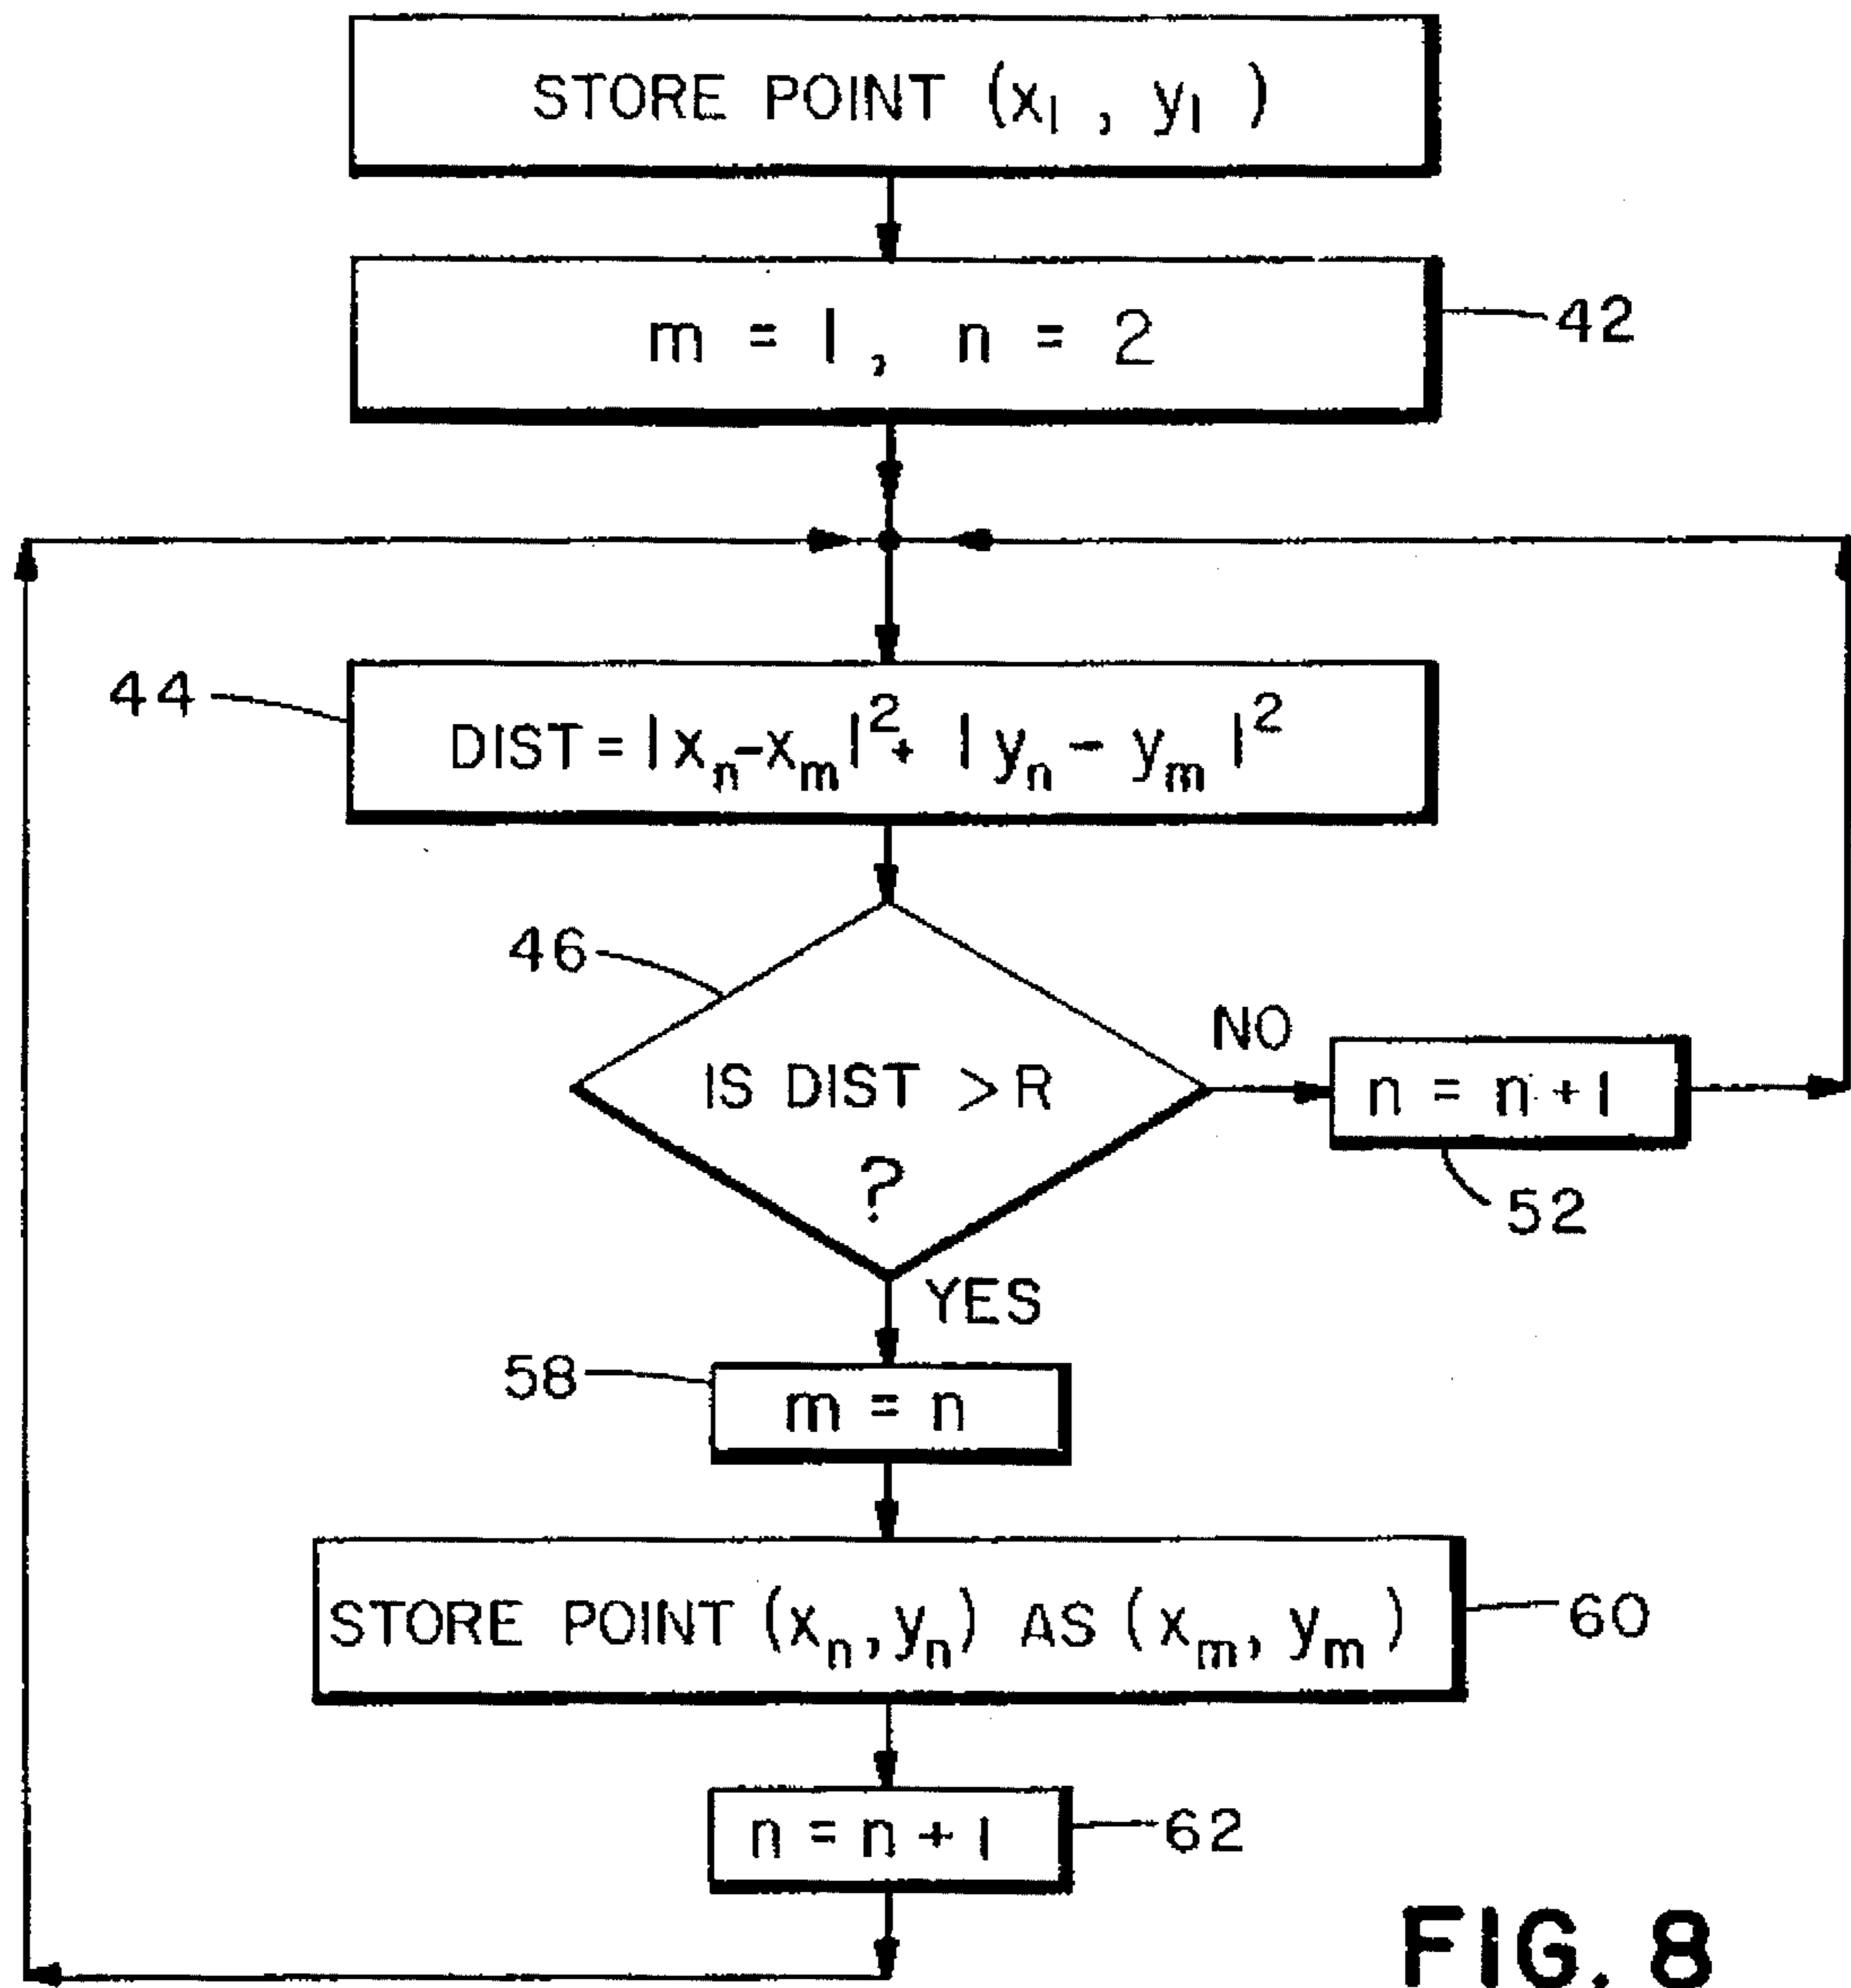 STORE POINT (x₁, y₁)
m = 1, n = 2
42
44
DIST = |xₙ-xₘ|² + |yₙ - yₘ|²
46
IS DIST > R
?
NO
n = n + 1
52
YES
58
m = n
STORE POINT (xₙ, yₙ) AS (xₘ, yₘ)
60
n = n + 1
62
FIG. 8